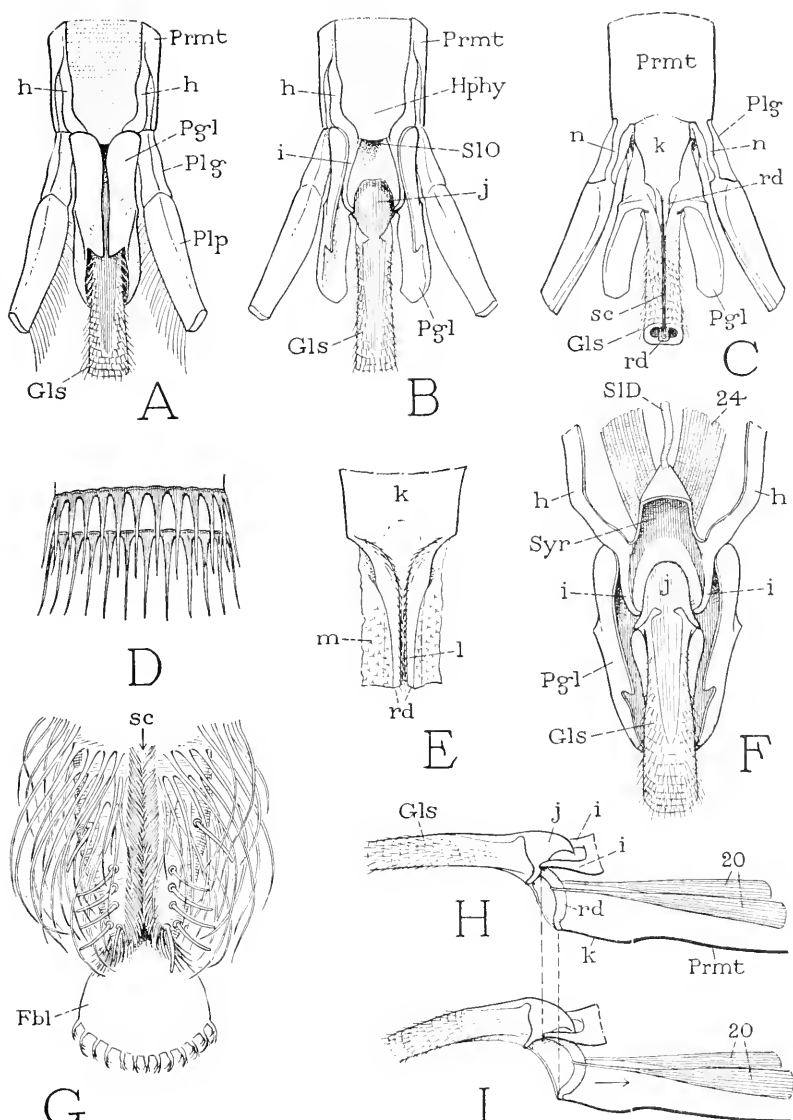 Prmt
h
h
Pgl
Plg
Plp
Gls
A
Prmt
h
Hphy
SlO
i
j
Pgl
Gls
B
Prmt
Plg
n
k
n
rd
sc
Gls
Pgl
rd
C
D
k
m
l
rd
E
SlD
24
h
h
Syr
i
j
i
Pgl
Gls
F
sc
Fbl
G
Gls
j
i
i
20
rd
k
Prmt
H
20
I